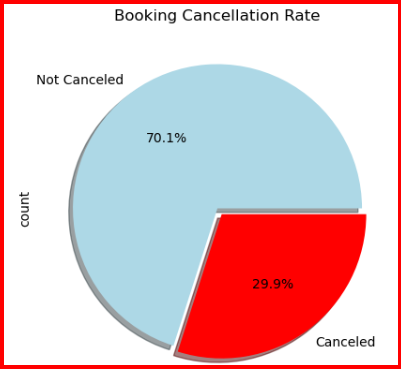 Booking Cancellation Rate
Not Canceled
70.1%
count
29.9%
Canceled